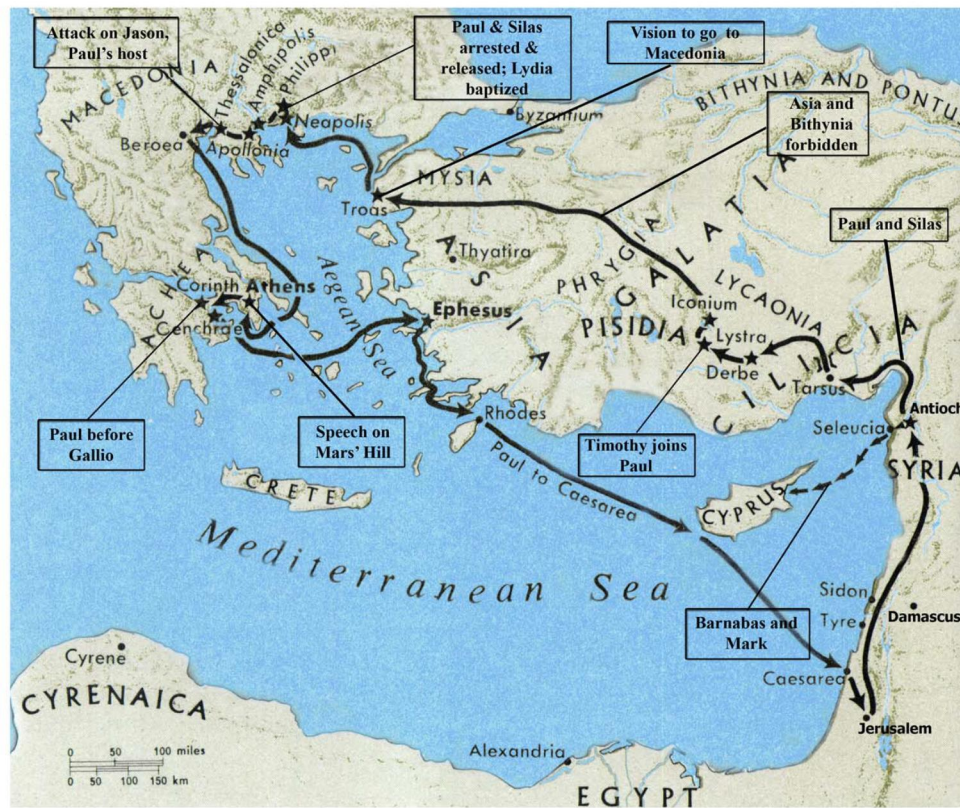 Attack on Jason,
Paul's host
Paul & Silas
arrested &
released; Lydia
baptized
Vision to go to
Macedonia
Asia and
Bithynia
forbidden
Paul and Silas
MACEDONIA
Thessalonica
Amphipolis
Philippi
Neapolis
Apollonia
Beroea
Byzantium
BITHYNIA AND PONTUS
MYSIA
Troas
Thyatira
ASIA
PHRYGIA
GALATIA
LYCAONIA
Iconium
PISIDIA
Lystra
Derbe
CILICIA
Tarsus
ACHEA
Corinth
Athens
Cenchrae
Aegean Sea
Ephesus
Antioch
Seleucia
SYRIA
Paul before
Gallio
Speech on
Mars' Hill
Rhodes
Paul to Caesarea
Timothy joins
Paul
CRETE
CYPRUS
Mediterranean Sea
Sidon
Tyre
Damascus
Barnabas and
Mark
Caesarea
Jerusalem
Cyrene
CYRENAICA
0 50 100 miles
0 50 100 150 km
Alexandria
EGYPT